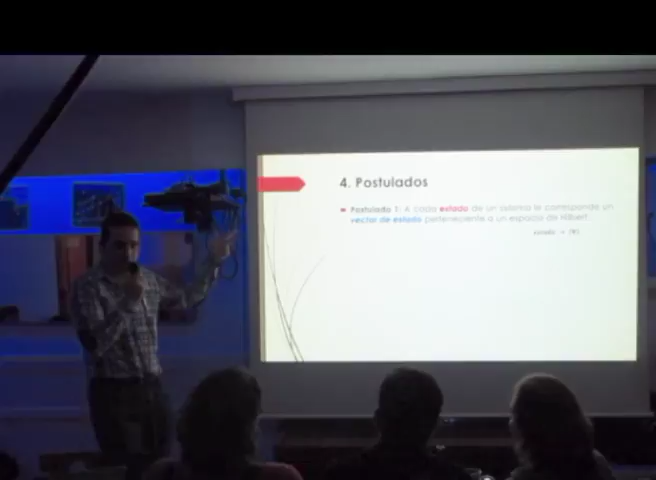 4. Postulados
Postulado 1: A cada estado de un sistema le corresponde un
vector de estado perteneciente a un espacio de Hilbert
estado → |Ψ⟩